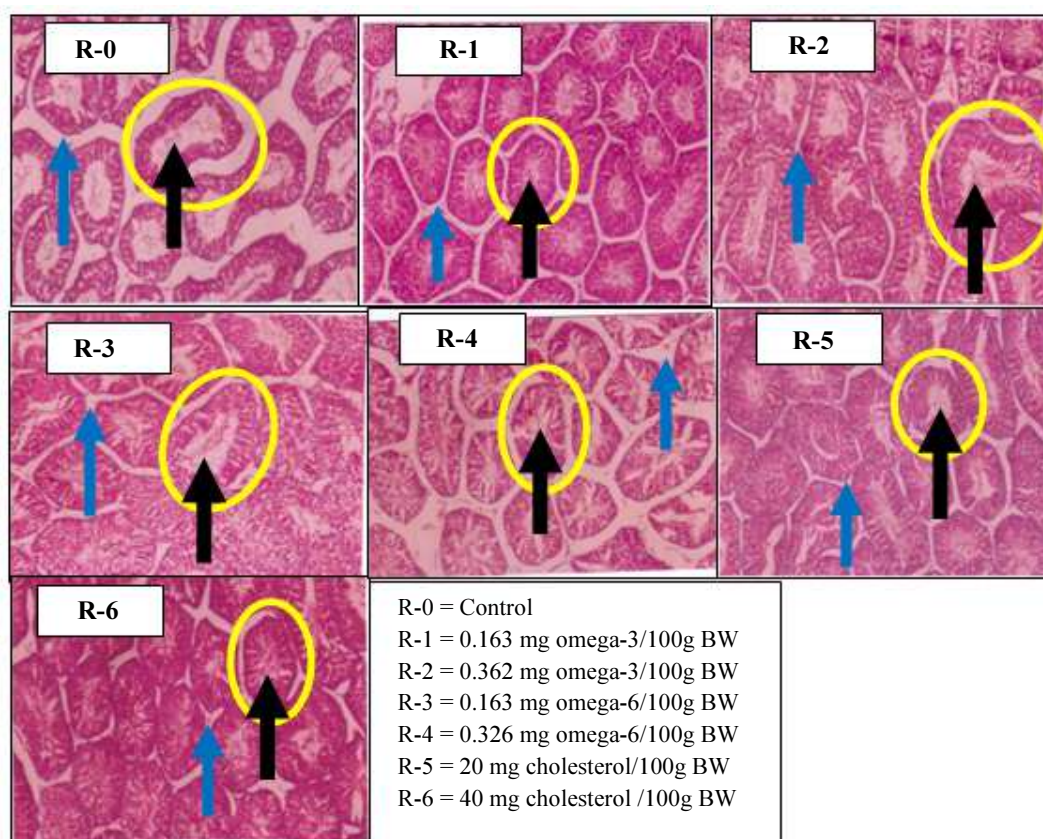 R-0
R-1
R-2
R-3
R-4
R-5
R-6
R-0 = Control
R-1 = 0.163 mg omega-3/100g BW
R-2 = 0.362 mg omega-3/100g BW
R-3 = 0.163 mg omega-6/100g BW
R-4 = 0.326 mg omega-6/100g BW
R-5 = 20 mg cholesterol/100g BW
R-6 = 40 mg cholesterol /100g BW